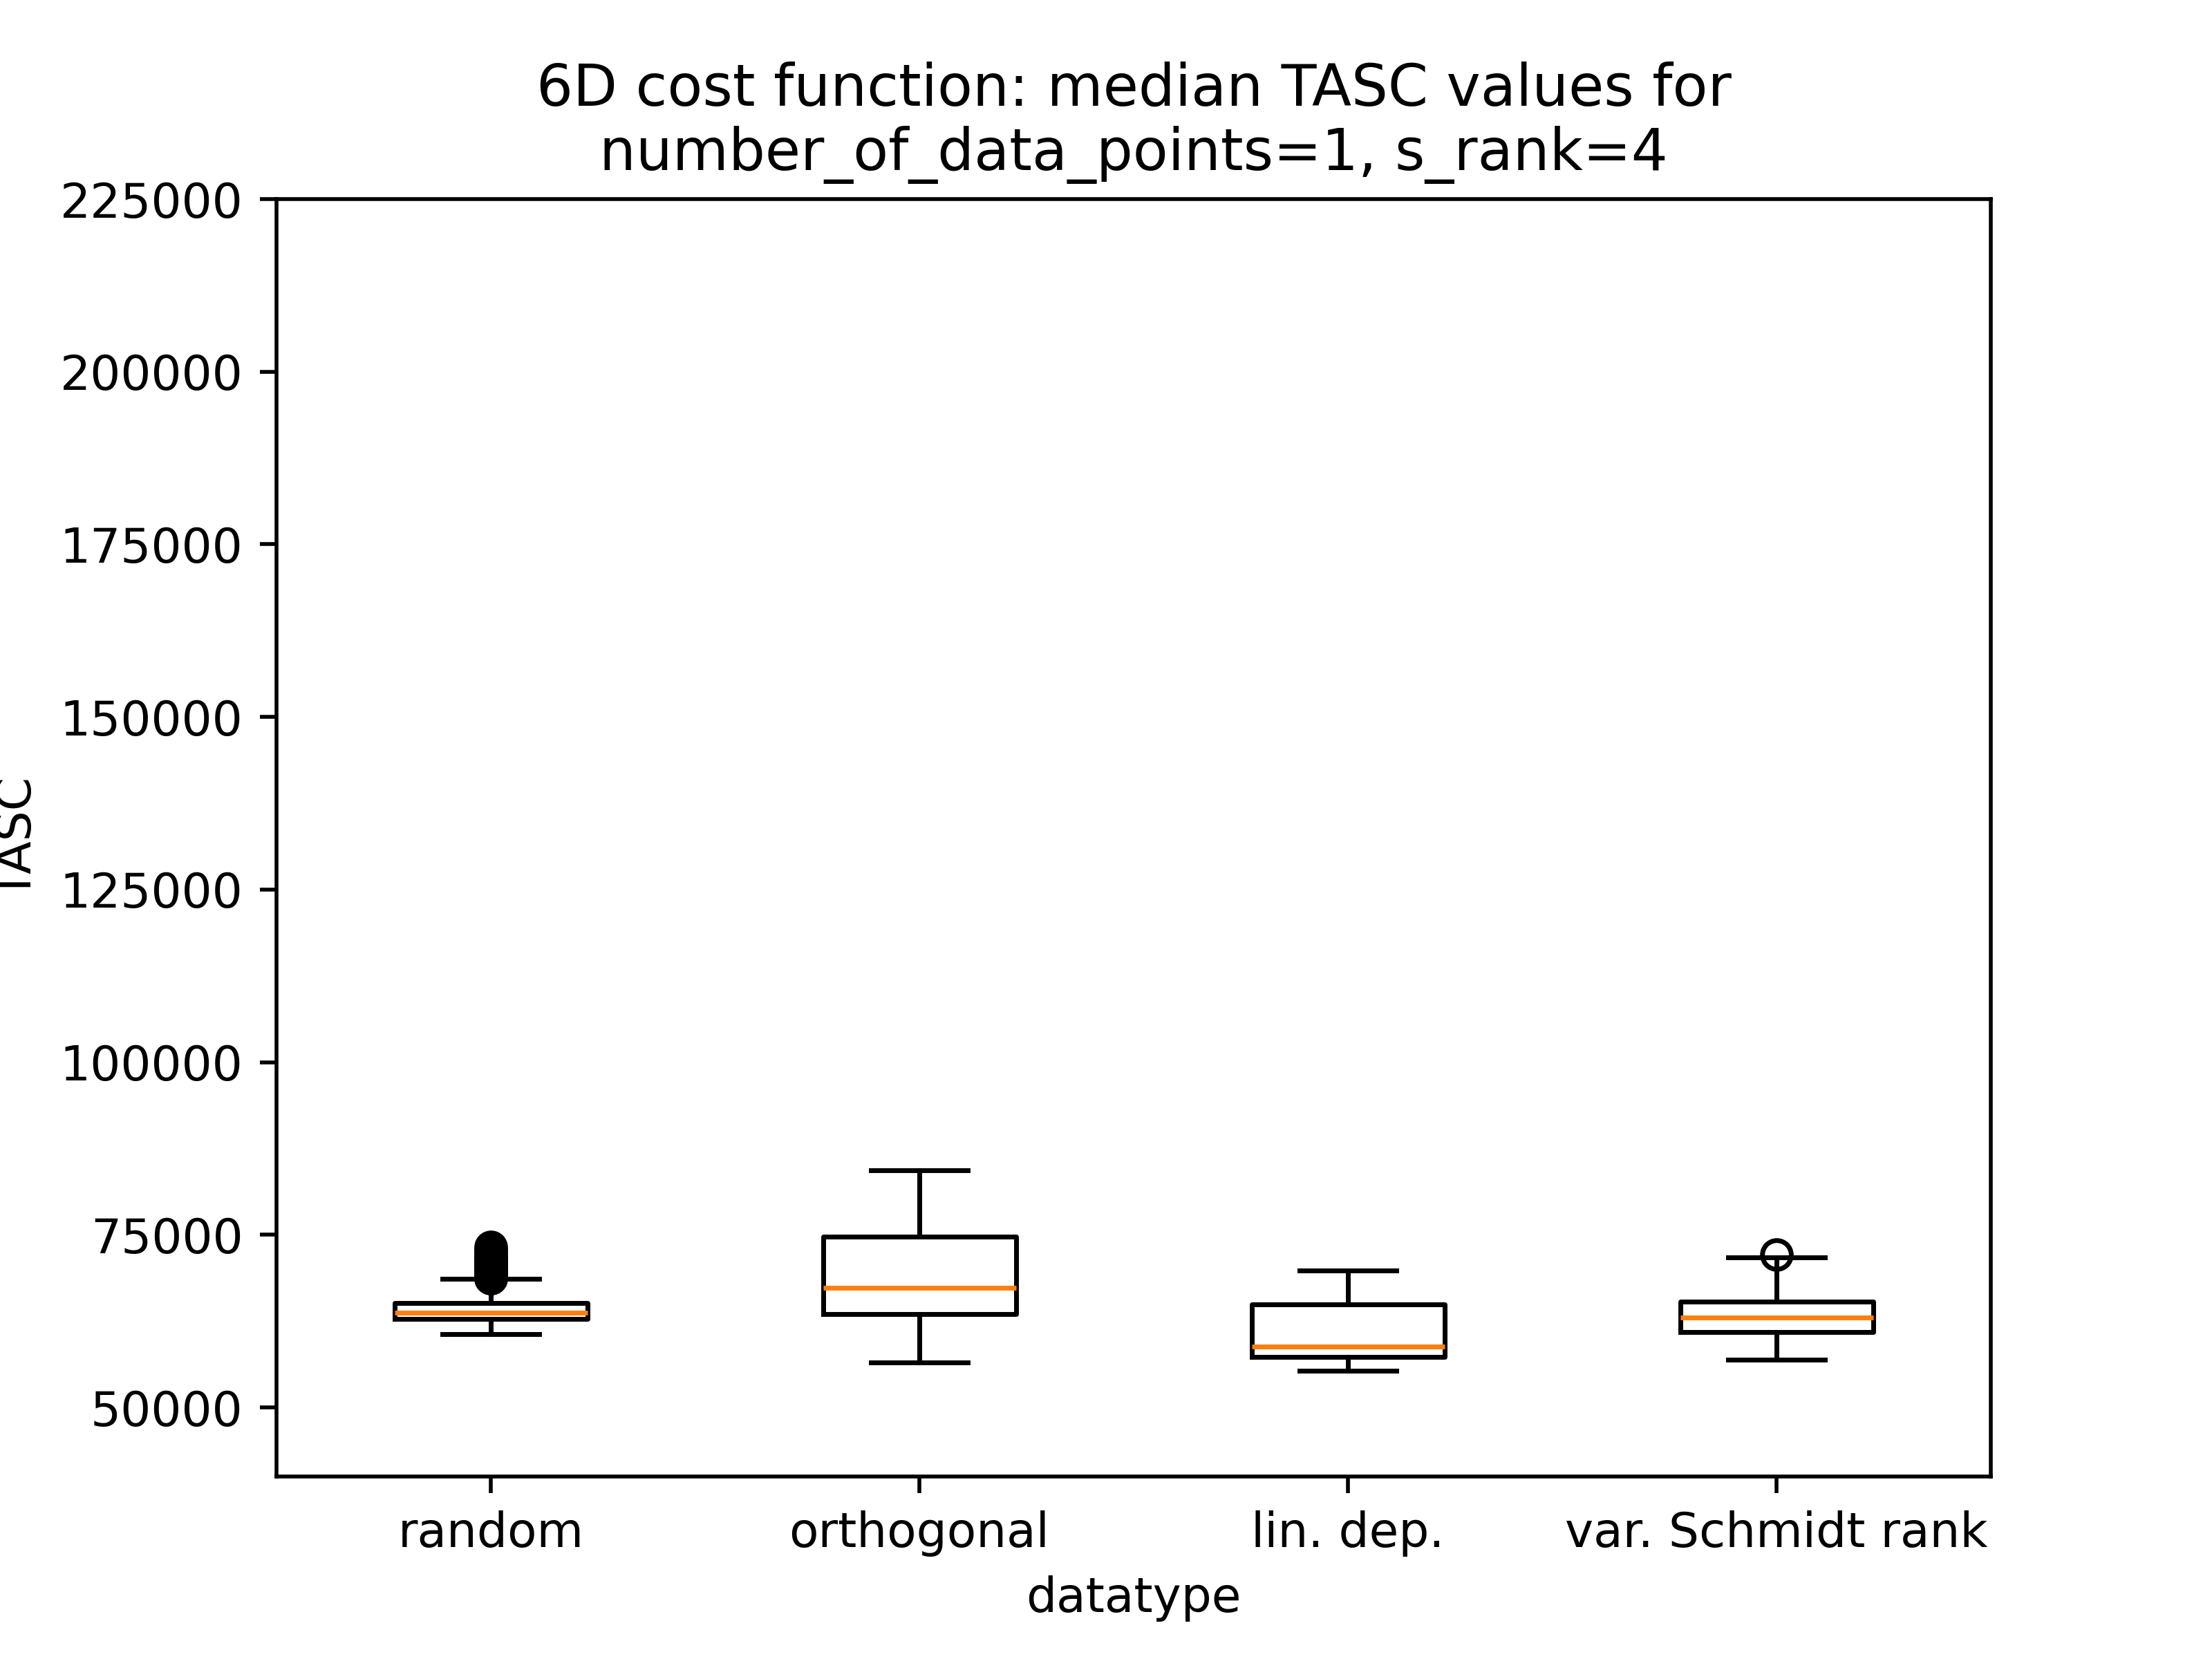 6D cost function: median TASC values for
number_of_data_points=1, s_rank=4
225000
200000
175000
150000
TASC
125000
100000
75000
50000
random
orthogonal
lin. dep.
var. Schmidt rank
datatype